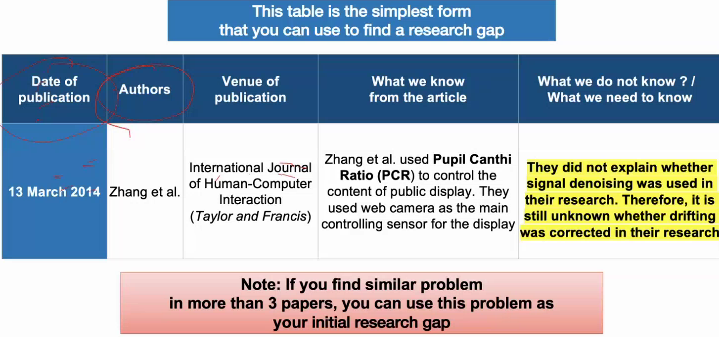 This table is the simplest form
that you can use to find a research gap
Date of
publication
Authors
Venue of
publication
What we know
from the article
What we do not know ? /
What we need to know
13 March 2014
Zhang et al.
International Journal
of Human-Computer
Interaction
(Taylor and Francis)
Zhang et al. used Pupil Canthi
Ratio (PCR) to control the
content of public display. They
used web camera as the main
controlling sensor for the display
They did not explain whether
signal denoising was used in
their research. Therefore, it is
still unknown whether drifting
was corrected in their research
Note: If you find similar problem
in more than 3 papers, you can use this problem as
your initial research gap